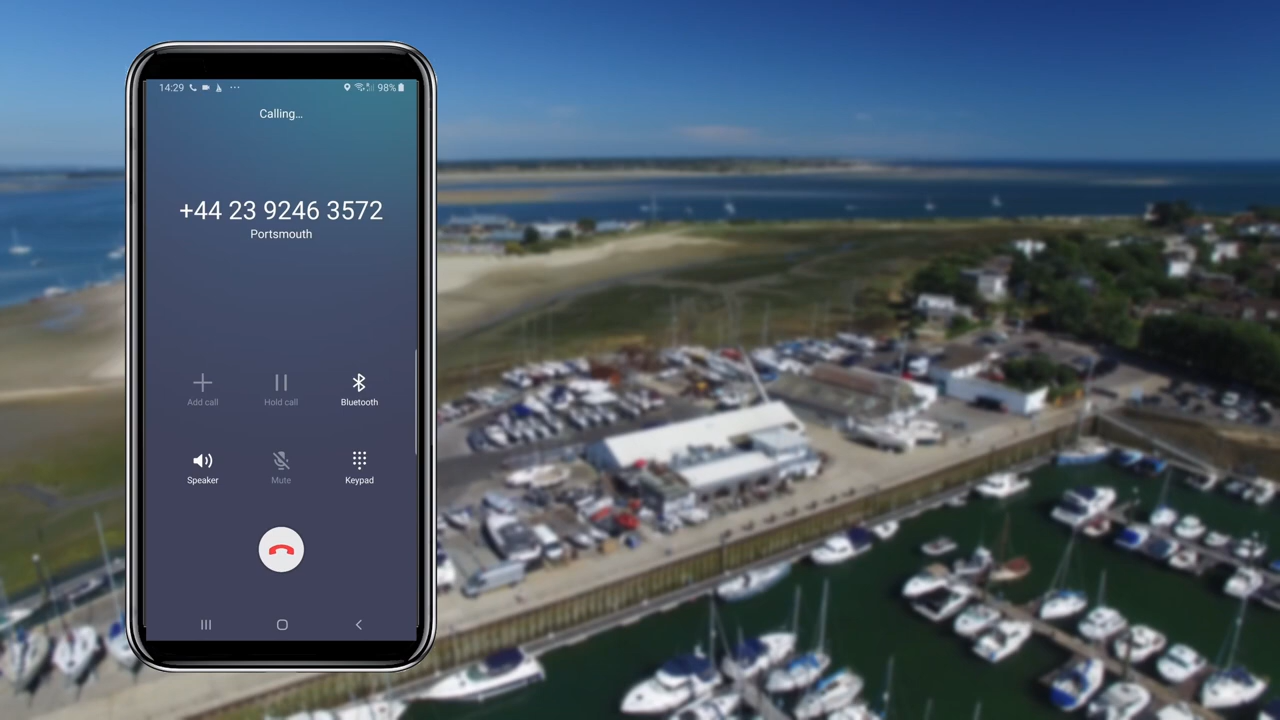 14:29 98%
Calling...
+44 23 9246 3572
Portsmouth
Add call Hold call Bluetooth
Speaker Mute Keypad